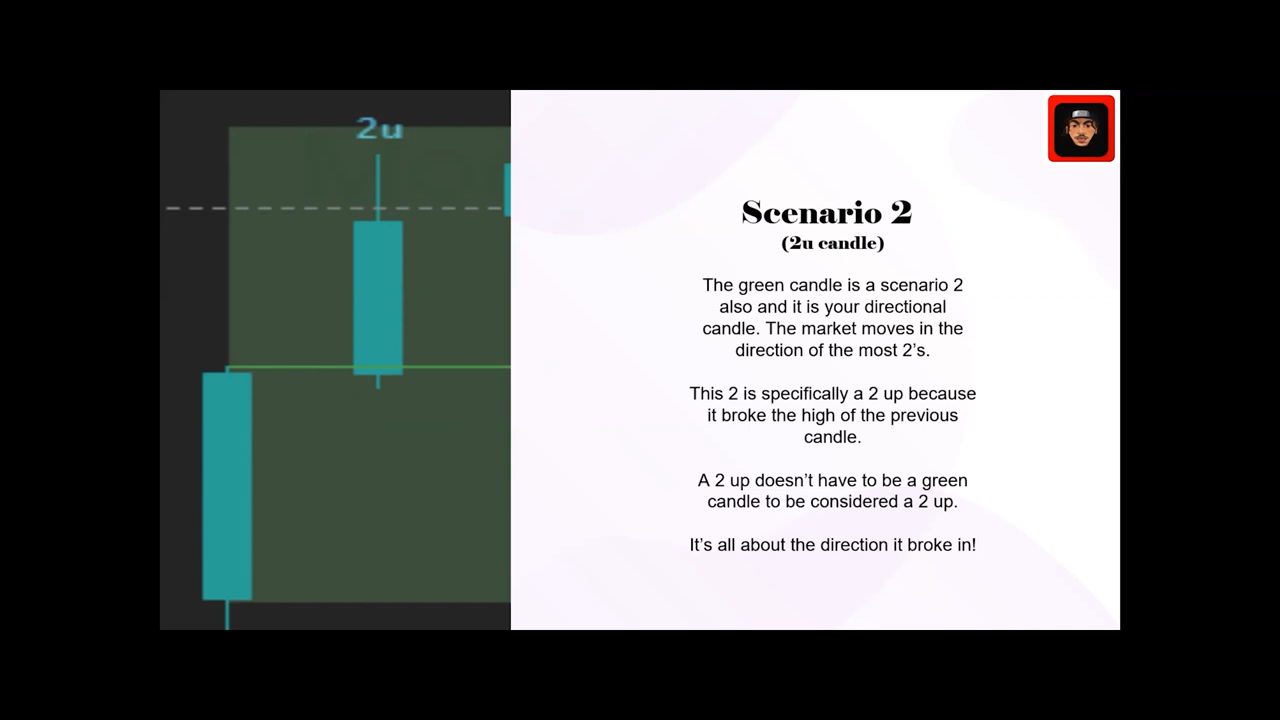 2u
Scenario 2
(2u candle)
The green candle is a scenario 2
also and it is your directional
candle. The market moves in the
direction of the most 2’s.
This 2 is specifically a 2 up because
it broke the high of the previous
candle.
A 2 up doesn’t have to be a green
candle to be considered a 2 up.
It’s all about the direction it broke in!